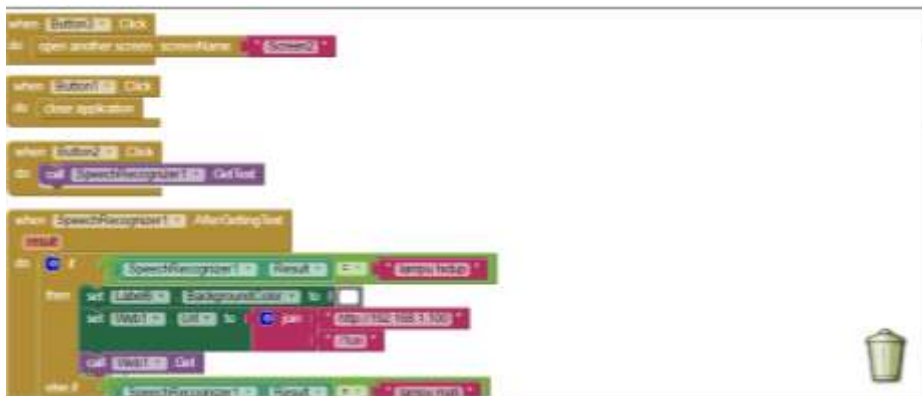 when Button3 Click
do open another screen screenName "Screen2"
when Button1 Click
do close application
when Button2 Click
do call SpeechRecognizer1 GetText
when SpeechRecognizer1 AfterGettingText
result
do if SpeechRecognizer1 Result = "lampu hidup"
then set Label6 BackgroundColor to
set Web1 Url to join "http://192.168.1.100"
call Web1 Get
else if SpeechRecognizer1 Result = "lampu mati"